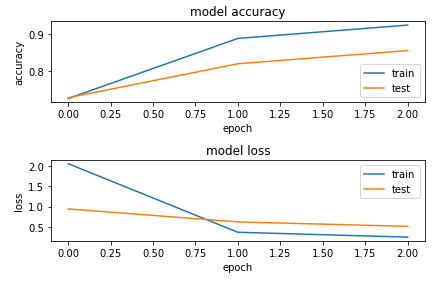 model accuracy
0.9
0.8
accuracy
train
test
0.00 0.25 0.50 0.75 1.00 1.25 1.50 1.75 2.00
epoch
model loss
2.0
1.5
1.0
0.5
loss
train
test
0.00 0.25 0.50 0.75 1.00 1.25 1.50 1.75 2.00
epoch